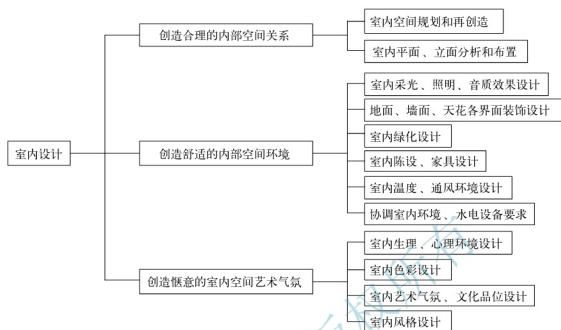 室内设计
创造合理的内部空间关系
室内空间规划和再创造
室内平面、立面分析和布置
创造舒适的内部空间环境
室内采光、照明、音质效果设计
地面、墙面、天花各界面装饰设计
室内绿化设计
室内陈设、家具设计
室内温度、通风环境设计
协调室内环境、水电设备要求
创造惬意的室内空间艺术气氛
室内生理、心理环境设计
室内色彩设计
室内艺术气氛、文化品位设计
室内风格设计
版权所有